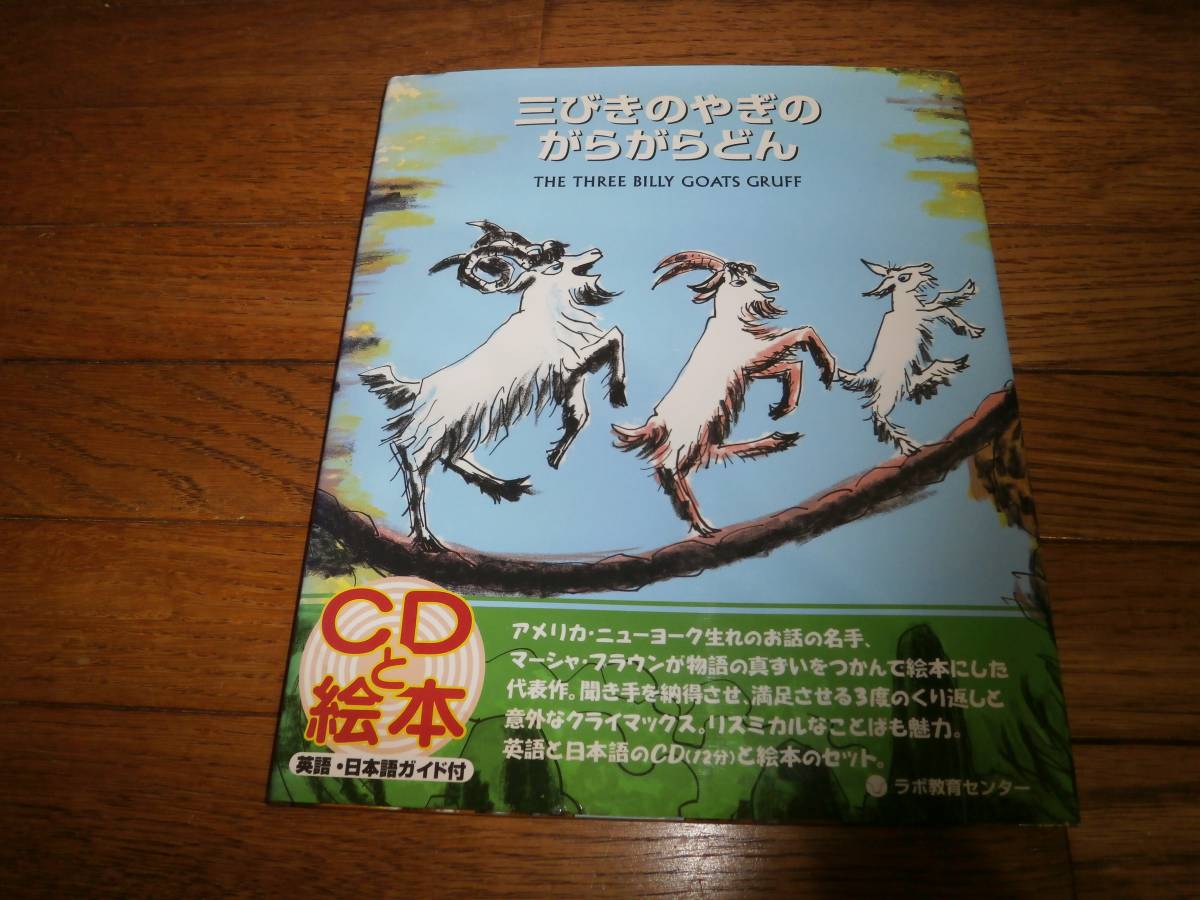 三びきのやぎの
がらがらどん
THE THREE BILLY GOATS GRUFF
CD
と
絵本
英語・日本語ガイド付
アメリカ・ニューヨーク生れのお話の名手、
マーシャ・ブラウンが物語の真ずいをつかんで絵本にした
代表作。聞き手を納得させ、満足させる3度のくり返しと
意外なクライマックス。リズミカルなことばも魅力。
英語と日本語のCD(12分)と絵本のセット。
ラボ教育センター